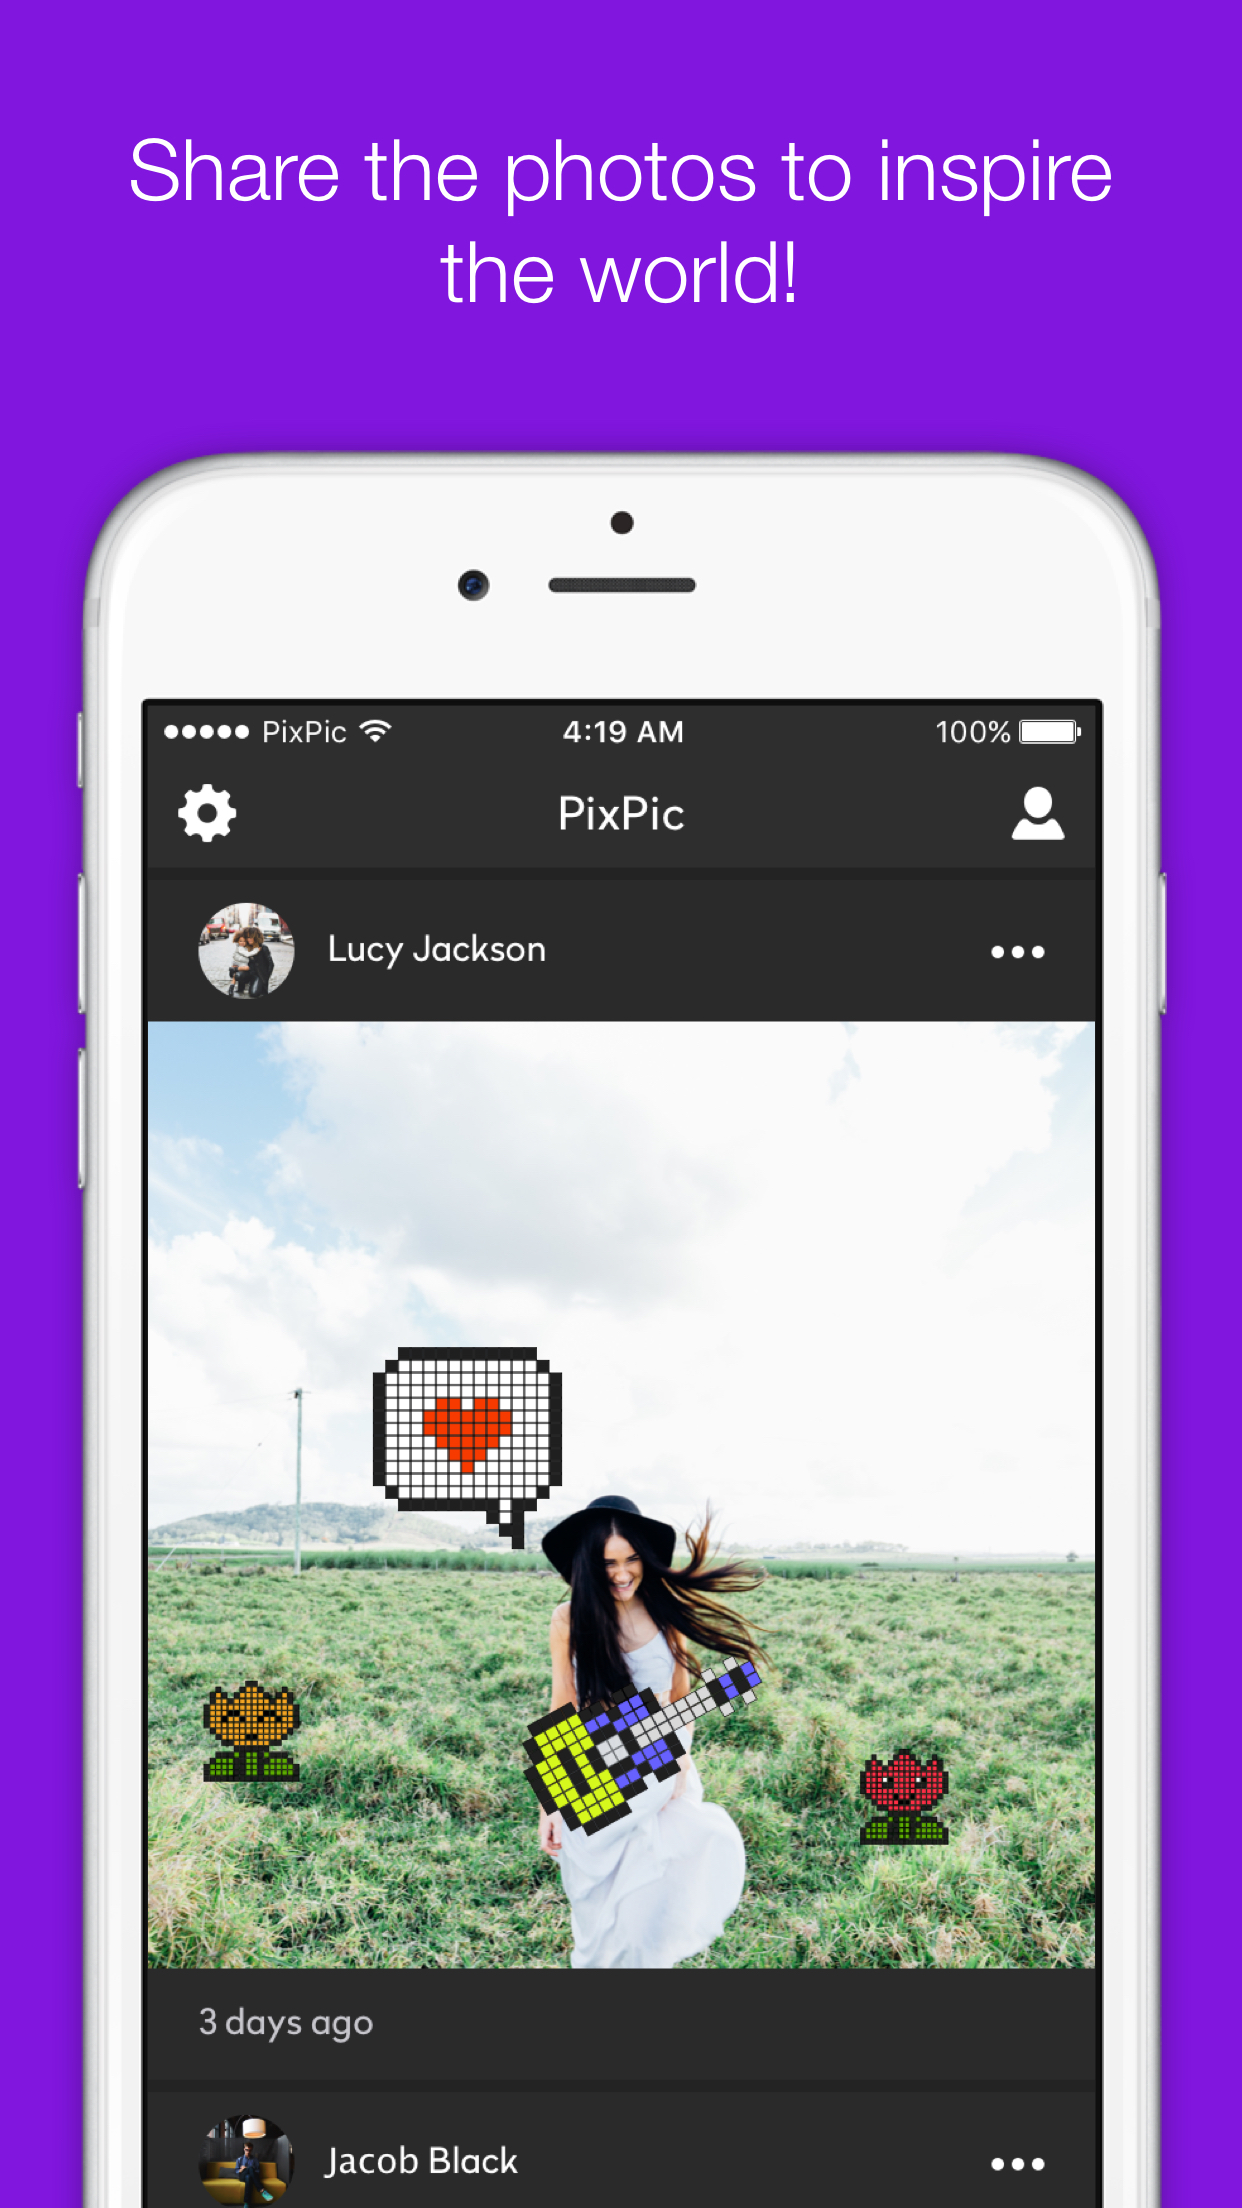 Share the photos to inspire
the world!
PixPic 4:19 AM 100%
PixPic
Lucy Jackson
3 days ago
Jacob Black